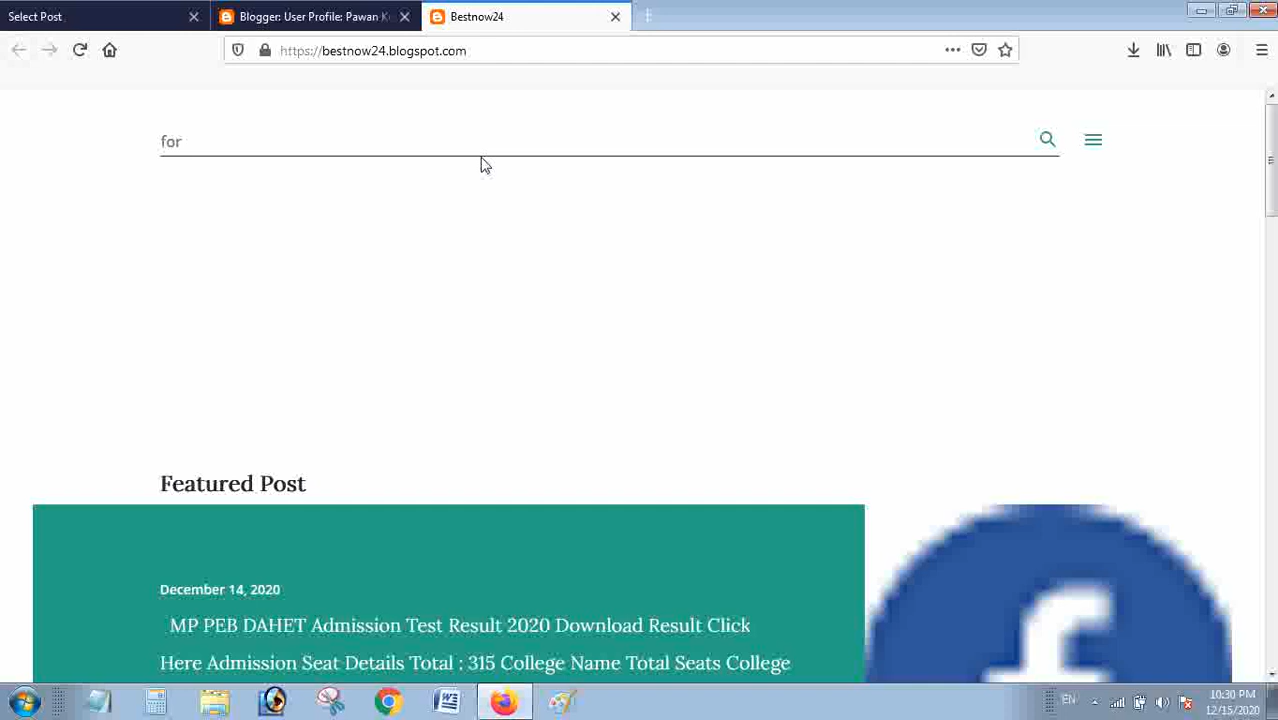 Select Post
Blogger: User Profile: Pawan K
Bestnow24
https://bestnow24.blogspot.com
for
Featured Post
December 14, 2020
MP PEB DAHET Admission Test Result 2020 Download Result Click
Here Admission Seat Details Total : 315 College Name Total Seats College
EN
10:30 PM
12/15/2020